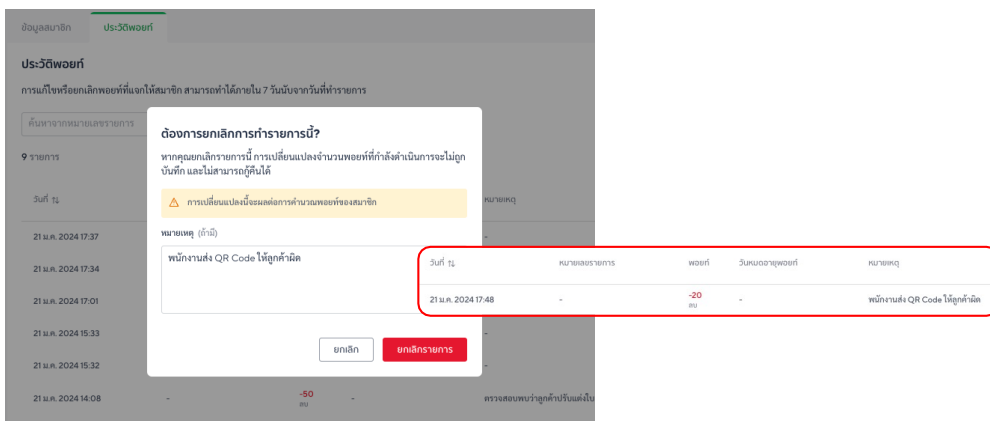 ข้อมูลสมาชิก ประวัติพอยท์
ประวัติพอยท์
การแก้ไขหรือยกเลิกพอยท์ที่แจกให้สมาชิก สามารถทำได้ภายใน 7 วันนับจากวันที่ทำรายการ
ค้นหาจากหมายเลขรายการ
9 รายการ
วันที่
หมายเหตุ
21 ม.ค. 2024 17:37 -
21 ม.ค. 2024 17:34
21 ม.ค. 2024 17:01
21 ม.ค. 2024 15:33 -
21 ม.ค. 2024 15:32 -
21 ม.ค. 2024 14:08 - -50 - ตรวจสอบพบว่าลูกค้าปรับแต่งใบ
ลบ
ต้องการยกเลิกการทำรายการนี้?
หากคุณยกเลิกรายการนี้ การเปลี่ยนแปลงจำนวนพอยท์ที่กำลังดำเนินการจะไม่ถูก
บันทึก และไม่สามารถกู้คืนได้
การเปลี่ยนแปลงนี้จะมีผลต่อการคำนวณพอยท์ของสมาชิก
หมายเหตุ (ถ้ามี)
พนักงานส่ง QR Code ให้ลูกค้าผิด
ยกเลิก ยกเลิกรายการ
วันที่ หมายเลขรายการ พอยท์ วันหมดอายุพอยท์ หมายเหตุ
21 ม.ค. 2024 17:48 - -20 - พนักงานส่ง QR Code ให้ลูกค้าผิด
ลบ